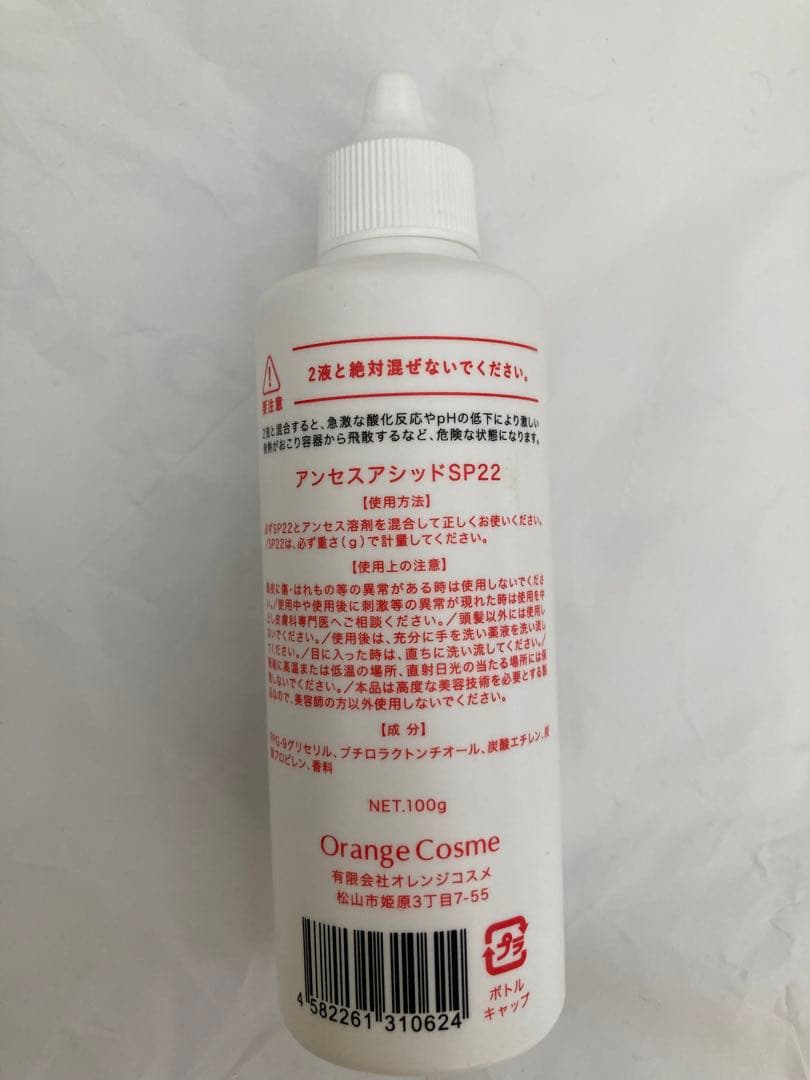 2液と絶対混ぜないでください。
要注意
2液と混合すると、急激な酸化反応やpHの低下により激しい
発熱がおこり容器から飛散するなど、危険な状態になります。
アンセスアシッドSP22
【使用方法】
必ずSP22とアンセス溶剤を混合して正しくお使いください。
/SP22は、必ず重さ(g)で計量してください。
【使用上の注意】
頭皮に傷・はれもの等の異常がある時は使用しないでくださ
い。/使用中や使用後に刺激等の異常が現れた時は使用を中
止し皮膚科専門医へご相談ください。/頭髪以外には使用し
ないでください。/使用後は、充分に手を洗い薬液を洗い流し
てください。/目に入った時は、直ちに洗い流してください。/
極端に高温または低温の場所、直射日光の当たる場所には保
管しないでください。/本品は高度な美容技術を必要とする製
品なので、美容師の方以外使用しないでください。
【成 分】
PPG-9グリセリル、ブチロラクトンチオール、炭酸エチレン、炭
酸プロピレン、香料
NET.100g
Orange Cosme
有限会社オレンジコスメ
松山市姫原3丁目7-55
4 582261 310624
プラ
ボトル
キャップ